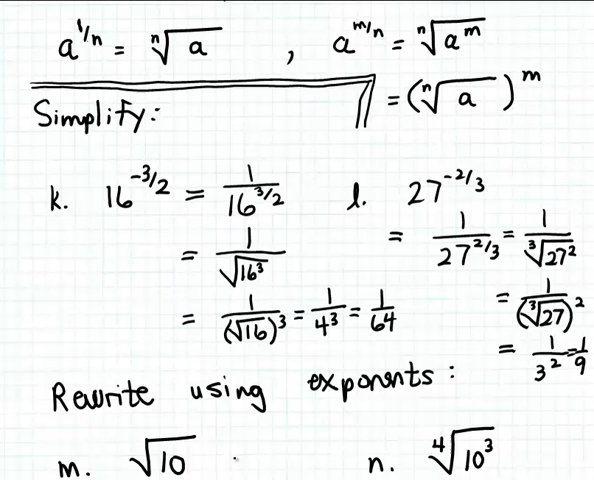 a^{1/n} = ⁿ√a , a^{m/n} = ⁿ√(a^m)
= (ⁿ√a)^m
Simplify:
k. 16^{-3/2} = 1/16^{3/2} l. 27^{-2/3}
= 1/√(16³) = 1/27^{2/3} = 1/∛(27²)
= 1/(√16)³ = 1/4³ = 1/64 = 1/(∛27)²
= 1/3² = 1/9
Rewrite using exponents:
m. √10 n. ⁴√(10³)